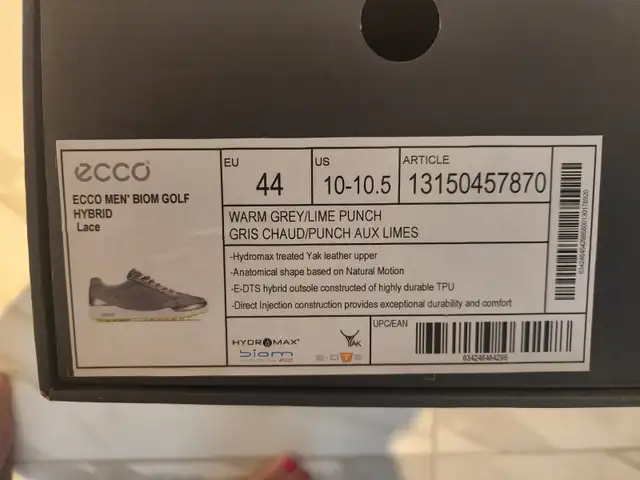 ecco
ECCO MEN' BIOM GOLF
HYBRID
Lace
EU
44
US
10-10.5
ARTICLE
13150457870
WARM GREY/LIME PUNCH
GRIS CHAUD/PUNCH AUX LIMES
-Hydromax treated Yak leather upper
-Anatomical shape based on Natural Motion
-E-DTS hybrid outsole constructed of highly durable TPU
-Direct Injection construction provides exceptional durability and comfort
HYDROMAX
biom
YAK
E-DTS
UPC/EAN
634246464298